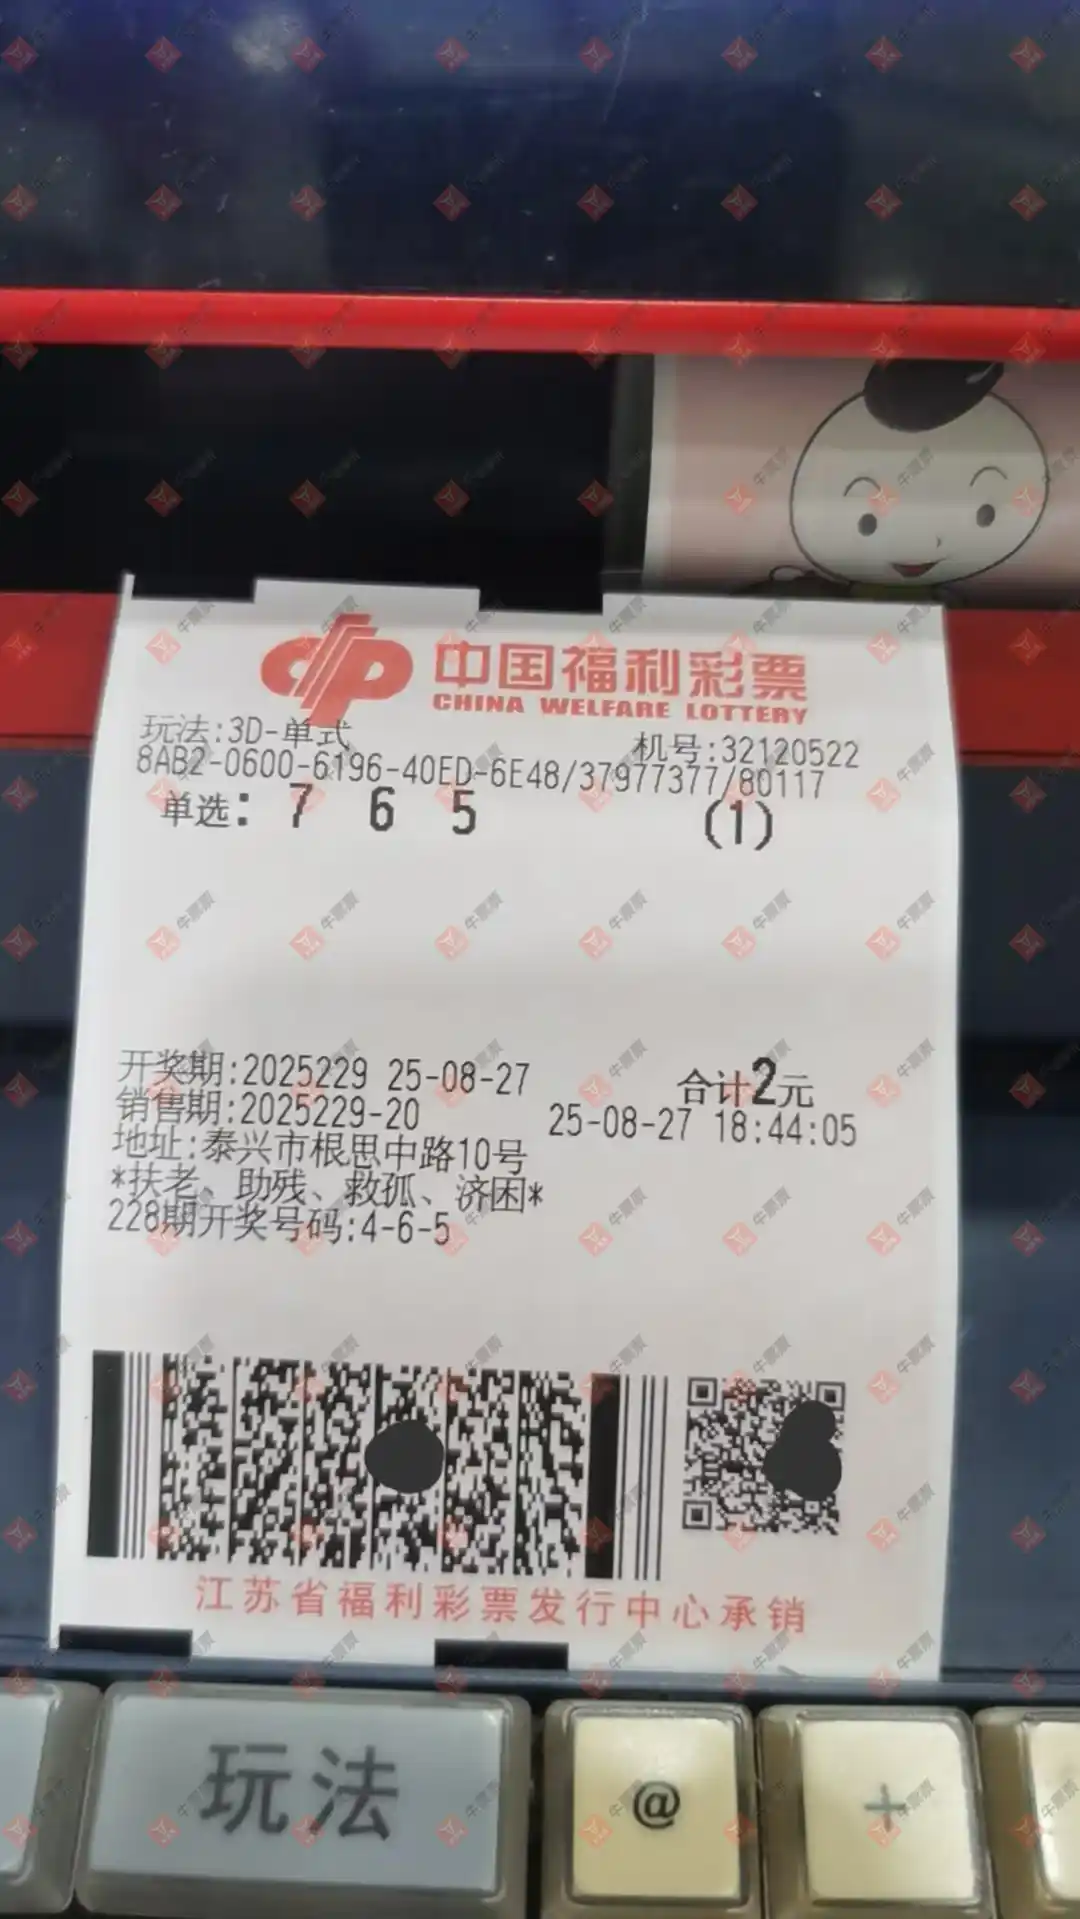 中国福利彩票
CHINA WELFARE LOTTERY
玩法:3D-单式
机号:32120522
8AB2-0600-6196-40ED-6E48/37977377/80117
单选: 7 6 5 (1)
开奖期:2025229 25-08-27
合计2元
销售期:2025229-20
25-08-27 18:44:05
地址:泰兴市根思中路10号
*扶老、助残、救孤、济困*
228期开奖号码:4-6-5
江苏省福利彩票发行中心承销
玩法
@
+
牛票票